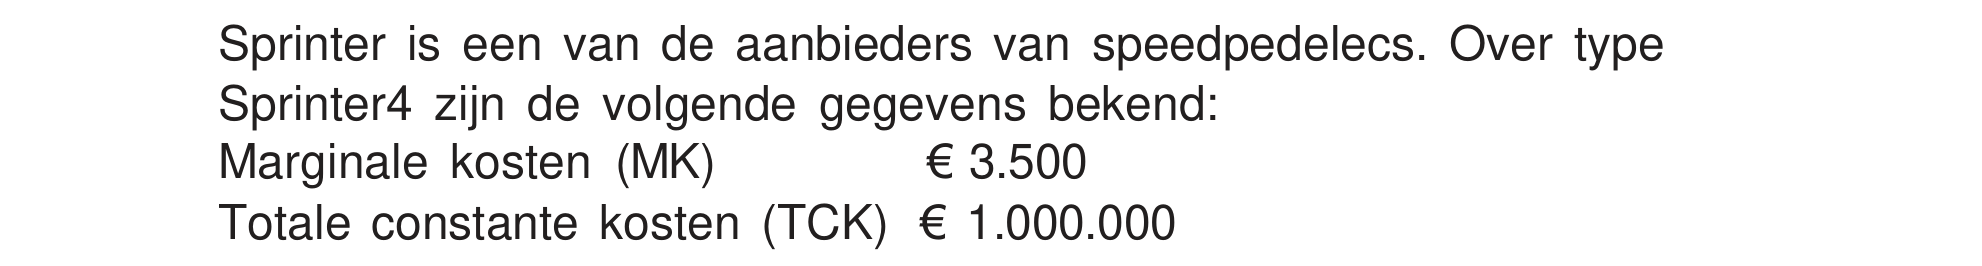 Sprinter is een van de aanbieders van speedpedelecs. Over type
Sprinter4 zijn de volgende gegevens bekend:
Marginale kosten (MK) € 3.500
Totale constante kosten (TCK) € 1.000.000